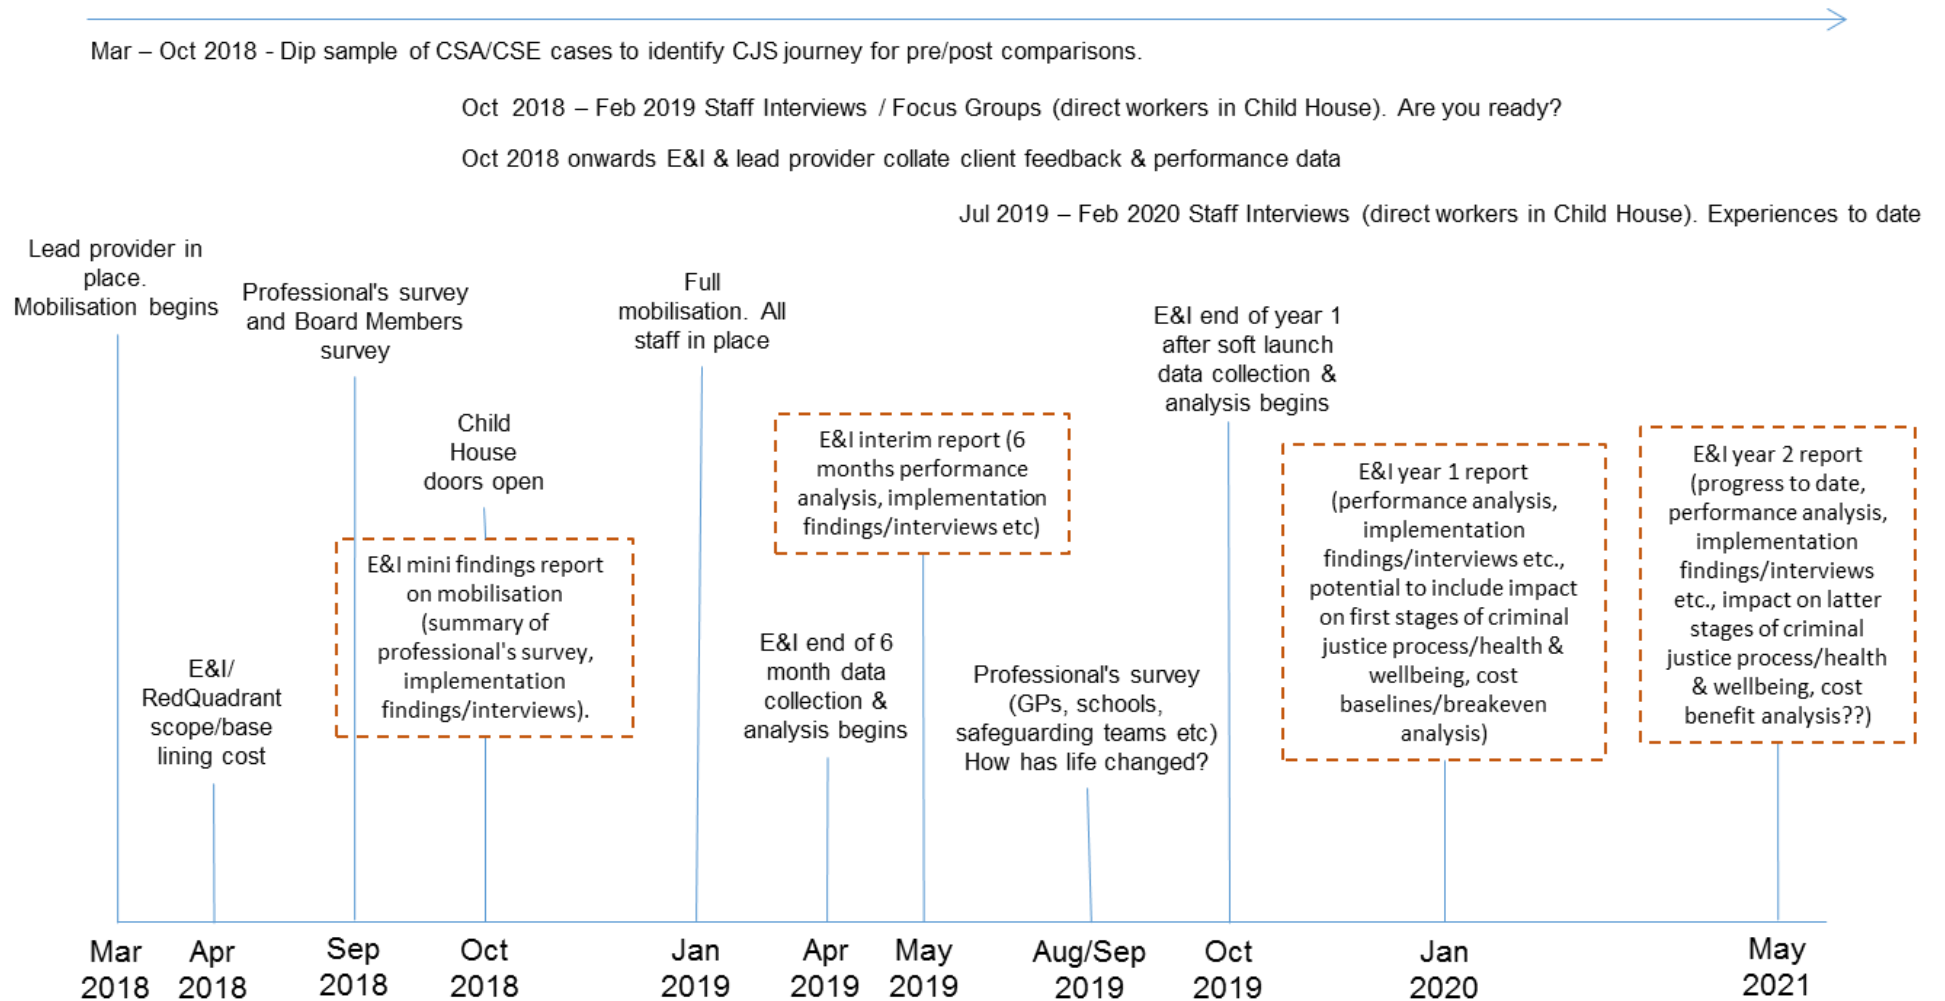 Mar – Oct 2018 - Dip sample of CSA/CSE cases to identify CJS journey for pre/post comparisons.
Oct 2018 – Feb 2019 Staff Interviews / Focus Groups (direct workers in Child House). Are you ready?
Oct 2018 onwards E&I & lead provider collate client feedback & performance data
Jul 2019 – Feb 2020 Staff Interviews (direct workers in Child House). Experiences to date
Lead provider in
place.
Mobilisation begins
E&I/
RedQuadrant
scope/base
lining cost
Professional's survey
and Board Members
survey
Child
House
doors open
E&I mini findings report
on mobilisation
(summary of
professional's survey,
implementation
findings/interviews).
Full
mobilisation. All
staff in place
E&I end of 6
month data
collection &
analysis begins
E&I interim report (6
months performance
analysis, implementation
findings/interviews etc)
Professional's survey
(GPs, schools,
safeguarding teams etc)
How has life changed?
E&I end of year 1
after soft launch
data collection &
analysis begins
E&I year 1 report
(performance analysis,
implementation
findings/interviews etc.,
potential to include impact
on first stages of criminal
justice process/health &
wellbeing, cost
baselines/breakeven
analysis)
E&I year 2 report
(progress to date,
performance analysis,
implementation
findings/interviews
etc., impact on latter
stages of criminal
justice process/health
& wellbeing, cost
benefit analysis??)
Mar
2018
Apr
2018
Sep
2018
Oct
2018
Jan
2019
Apr
2019
May
2019
Aug/Sep
2019
Oct
2019
Jan
2020
May
2021